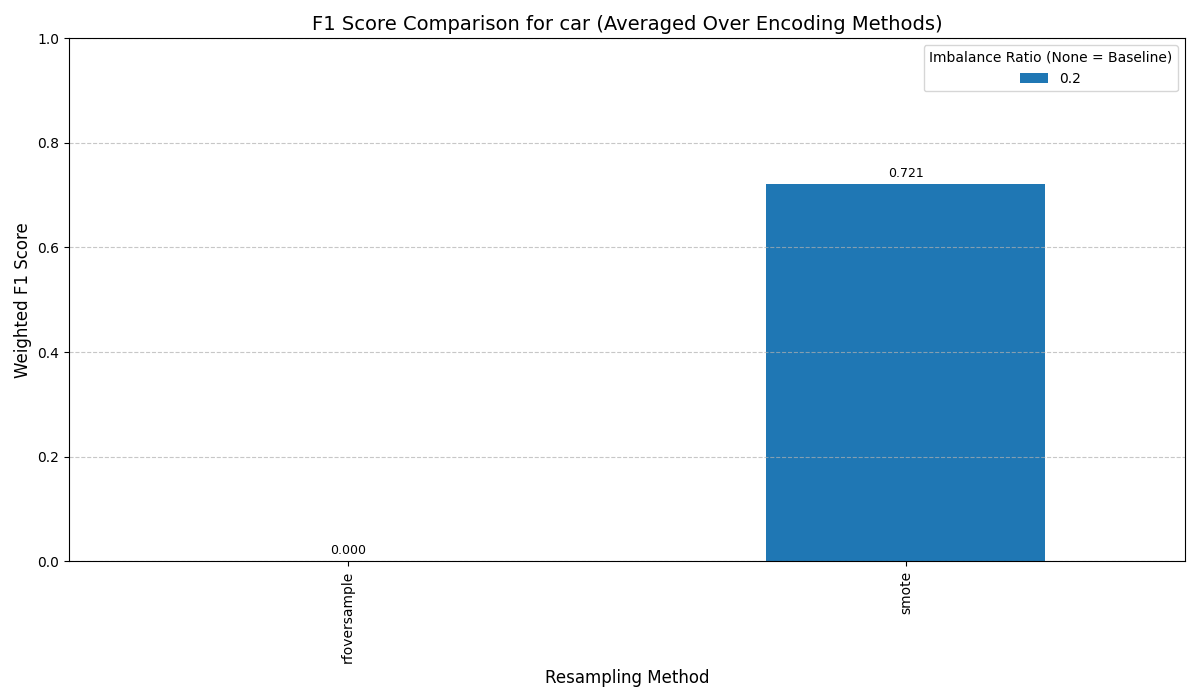 F1 Score Comparison for car (Averaged Over Encoding Methods)
Imbalance Ratio (None = Baseline)
0.2
Weighted F1 Score
1.0
0.8
0.6
0.4
0.2
0.0
0.000
0.721
rfoversample
smote
Resampling Method